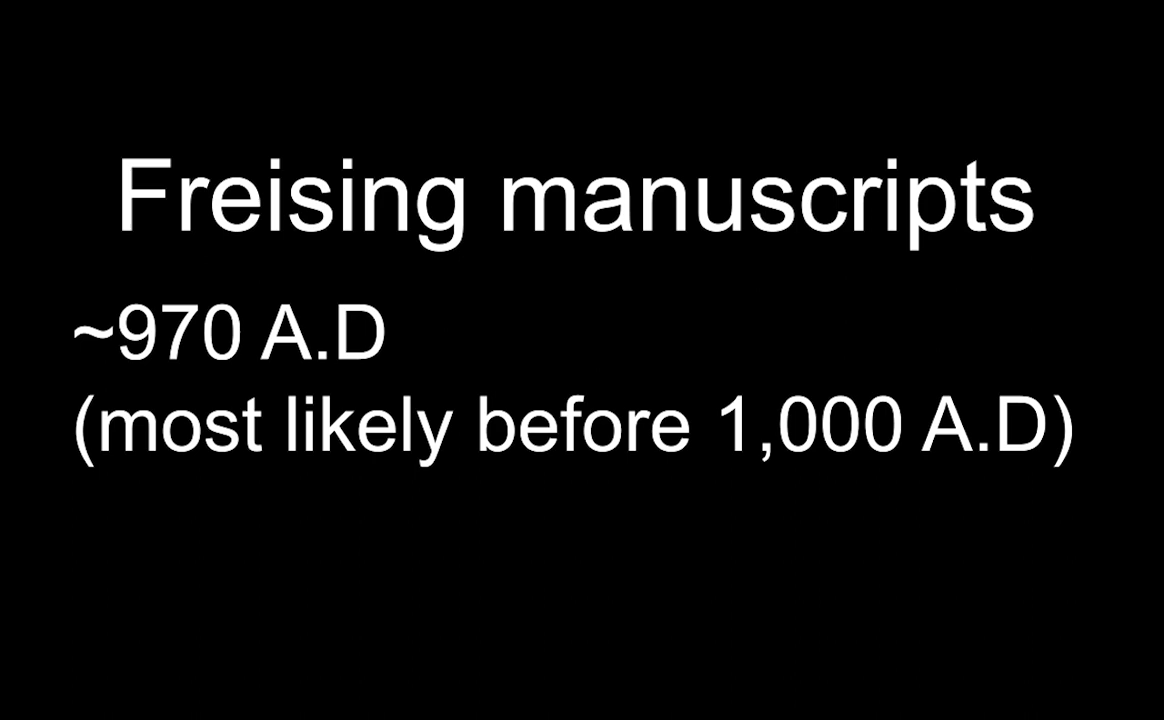 Freising manuscripts
~970 A.D
(most likely before 1,000 A.D)